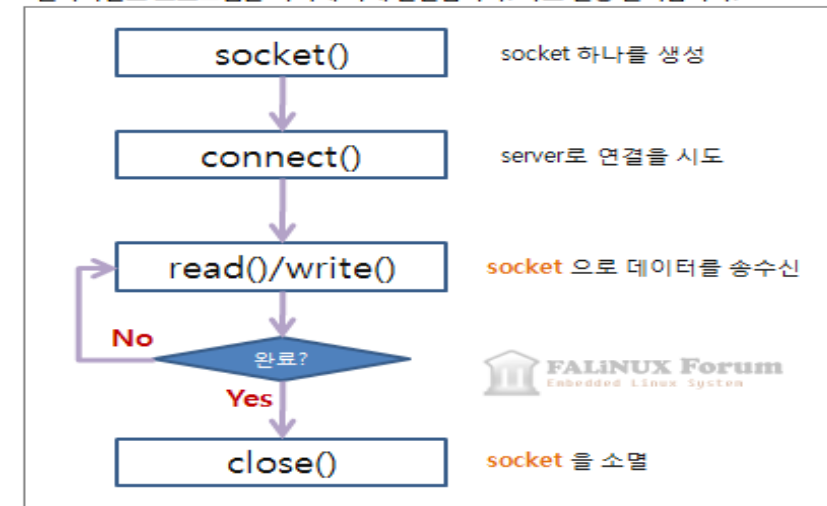 socket()
socket 하나를 생성
connect()
server로 연결을 시도
read()/write()
socket 으로 데이터를 송수신
No
완료?
FALiNUX Forum
Embedded Linux System
Yes
close()
socket 을 소멸